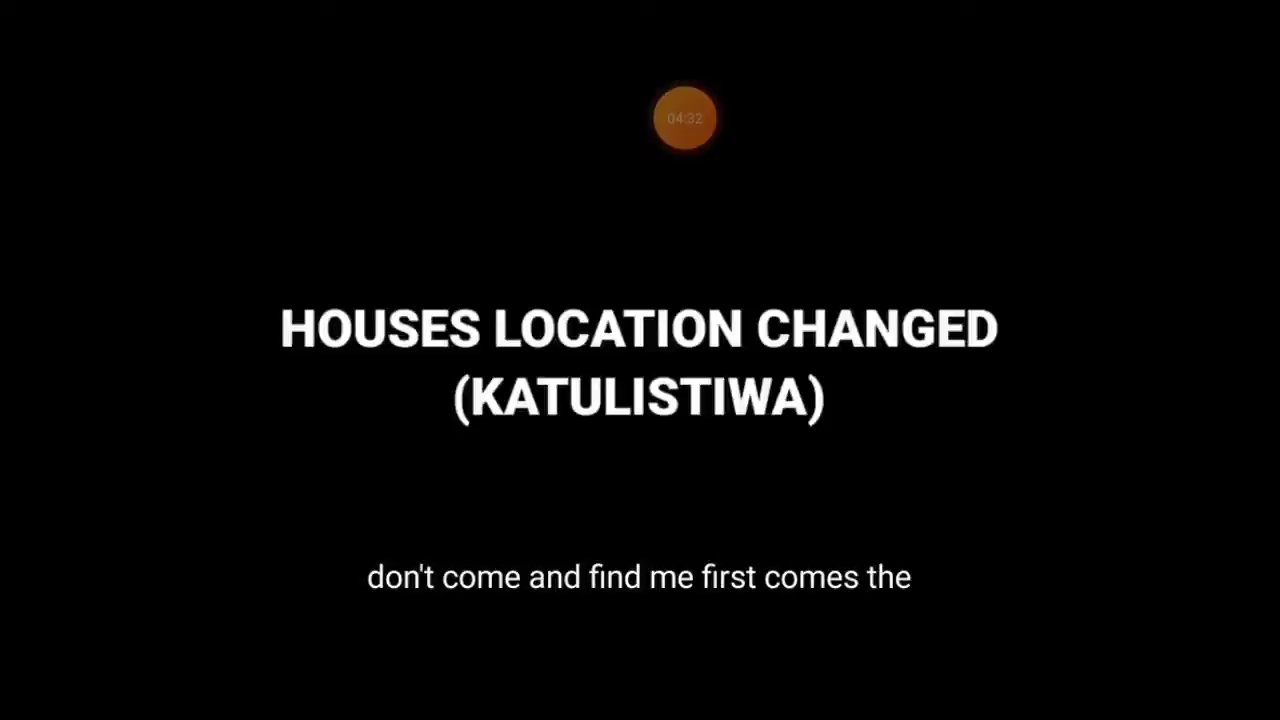 04:32
HOUSES LOCATION CHANGED
(KATULISTIWA)
don't come and find me first comes the